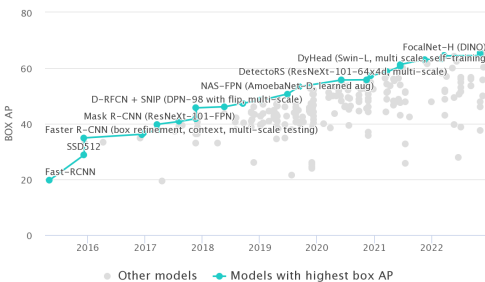 80
FocalNet-H (DINO)
DyHead (Swin-L, multi scale, self-training)
60
DetectoRS (ResNeXt-101-64x4d, multi-scale)
NAS-FPN (AmoebaNet-D, learned aug)
D-RFCN + SNIP (DPN-98 with flip, multi-scale)
Mask R-CNN (ResNeXt-101-FPN)
40
Faster R-CNN (box refinement, context, multi-scale testing)
SSD512
Fast-RCNN
20
0
BOX AP
2016 2017 2018 2019 2020 2021 2022
Other models Models with highest box AP